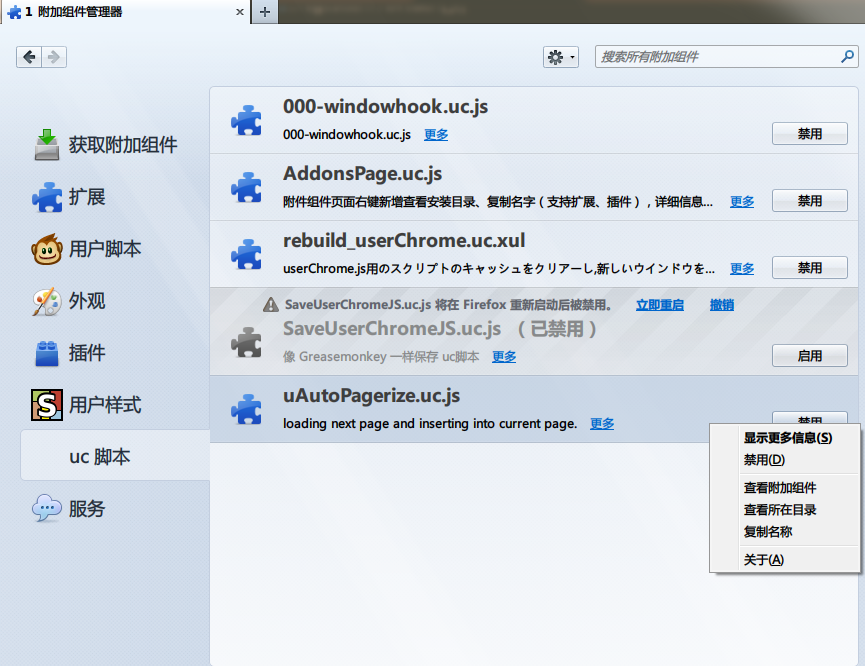 1 附加组件管理器
搜索所有附加组件
获取附加组件
扩展
用户脚本
外观
插件
用户样式
uc 脚本
服务
000-windowhook.uc.js
000-windowhook.uc.js 更多
禁用
AddonsPage.uc.js
附件组件页面右键新增查看安装目录、复制名字（支持扩展、插件），详细信息... 更多
禁用
rebuild_userChrome.uc.xul
userChrome.js用のスクリプトのキャッシュをクリアーし,新しいウインドウを... 更多
禁用
SaveUserChromeJS.uc.js 将在 Firefox 重新启动后被禁用。 立即重启 撤销
SaveUserChromeJS.uc.js （已禁用）
像 Greasemonkey 一样保存 uc脚本 更多
启用
uAutoPagerize.uc.js
loading next page and inserting into current page. 更多
禁用
显示更多信息(S)
禁用(D)
查看附加组件
查看所在目录
复制名称
关于(A)